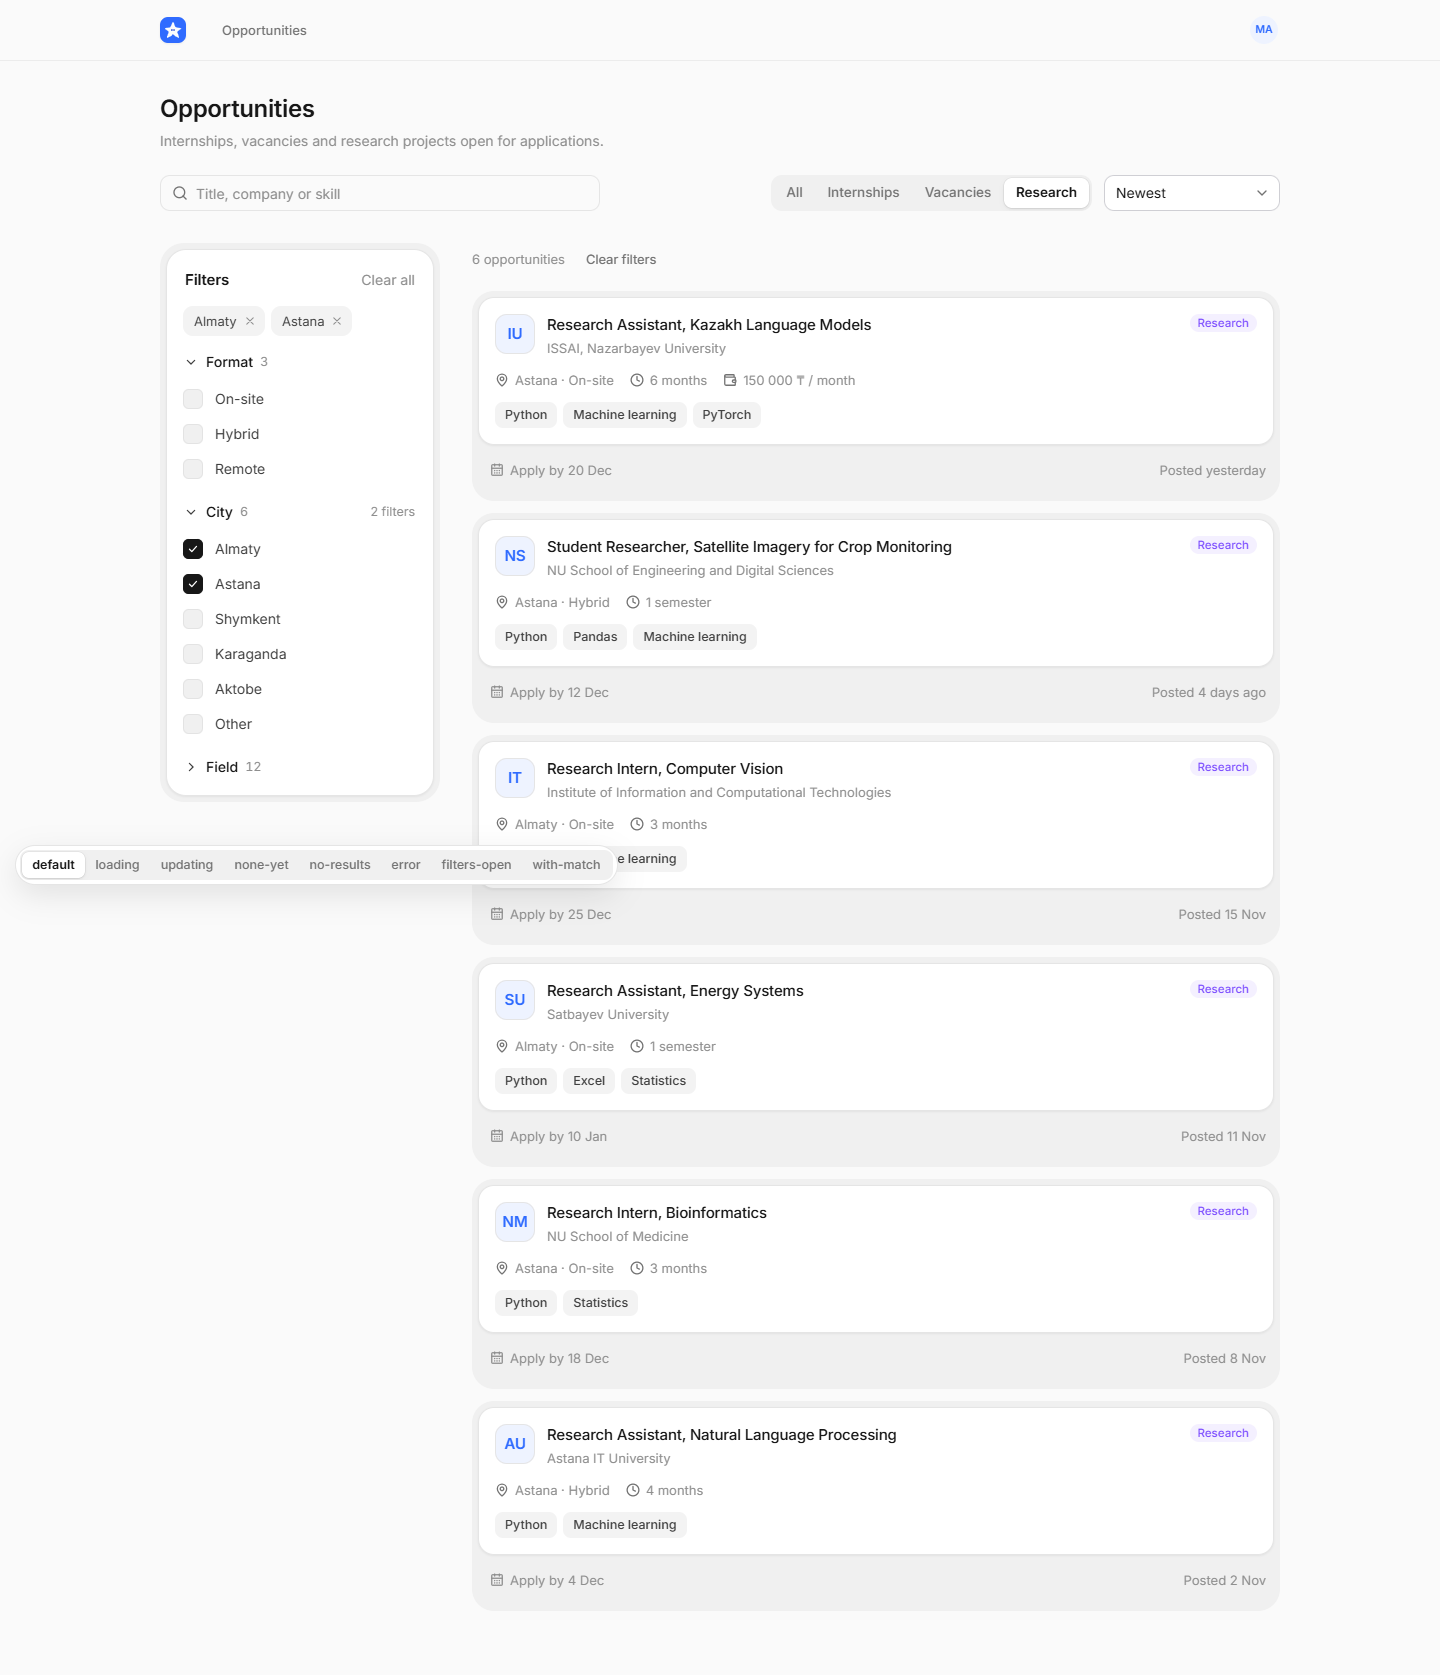 Opportunities
MA
Opportunities
Internships, vacancies and research projects open for applications.
Title, company or skill
All Internships Vacancies Research
Newest
Filters Clear all
Almaty Astana
Format 3
On-site
Hybrid
Remote
City 6 2 filters
Almaty
Astana
Shymkent
Karaganda
Aktobe
Other
Field 12
6 opportunities Clear filters
IU
Research Assistant, Kazakh Language Models Research
ISSAI, Nazarbayev University
Astana · On-site 6 months 150 000 ₸ / month
Python Machine learning PyTorch
Apply by 20 Dec Posted yesterday
NS
Student Researcher, Satellite Imagery for Crop Monitoring Research
NU School of Engineering and Digital Sciences
Astana · Hybrid 1 semester
Python Pandas Machine learning
Apply by 12 Dec Posted 4 days ago
IT
Research Intern, Computer Vision Research
Institute of Information and Computational Technologies
Almaty · On-site 3 months
e learning
default loading updating none-yet no-results error filters-open with-match
Apply by 25 Dec Posted 15 Nov
SU
Research Assistant, Energy Systems Research
Satbayev University
Almaty · On-site 1 semester
Python Excel Statistics
Apply by 10 Jan Posted 11 Nov
NM
Research Intern, Bioinformatics Research
NU School of Medicine
Astana · On-site 3 months
Python Statistics
Apply by 18 Dec Posted 8 Nov
AU
Research Assistant, Natural Language Processing Research
Astana IT University
Astana · Hybrid 4 months
Python Machine learning
Apply by 4 Dec Posted 2 Nov